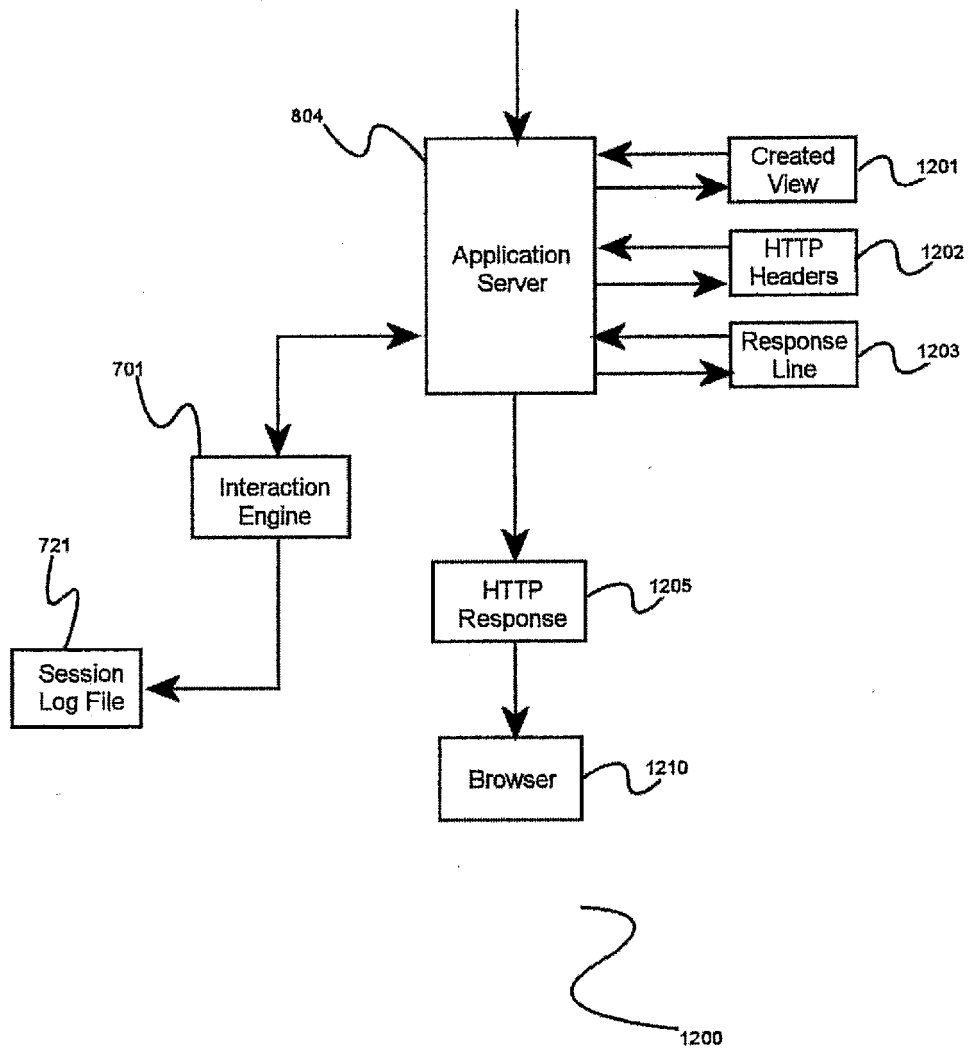 804
Application
Server
Created
View
1201
HTTP
Headers
1202
Response
Line
1203
701
Interaction
Engine
721
Session
Log File
HTTP
Response
1205
Browser
1210
1200